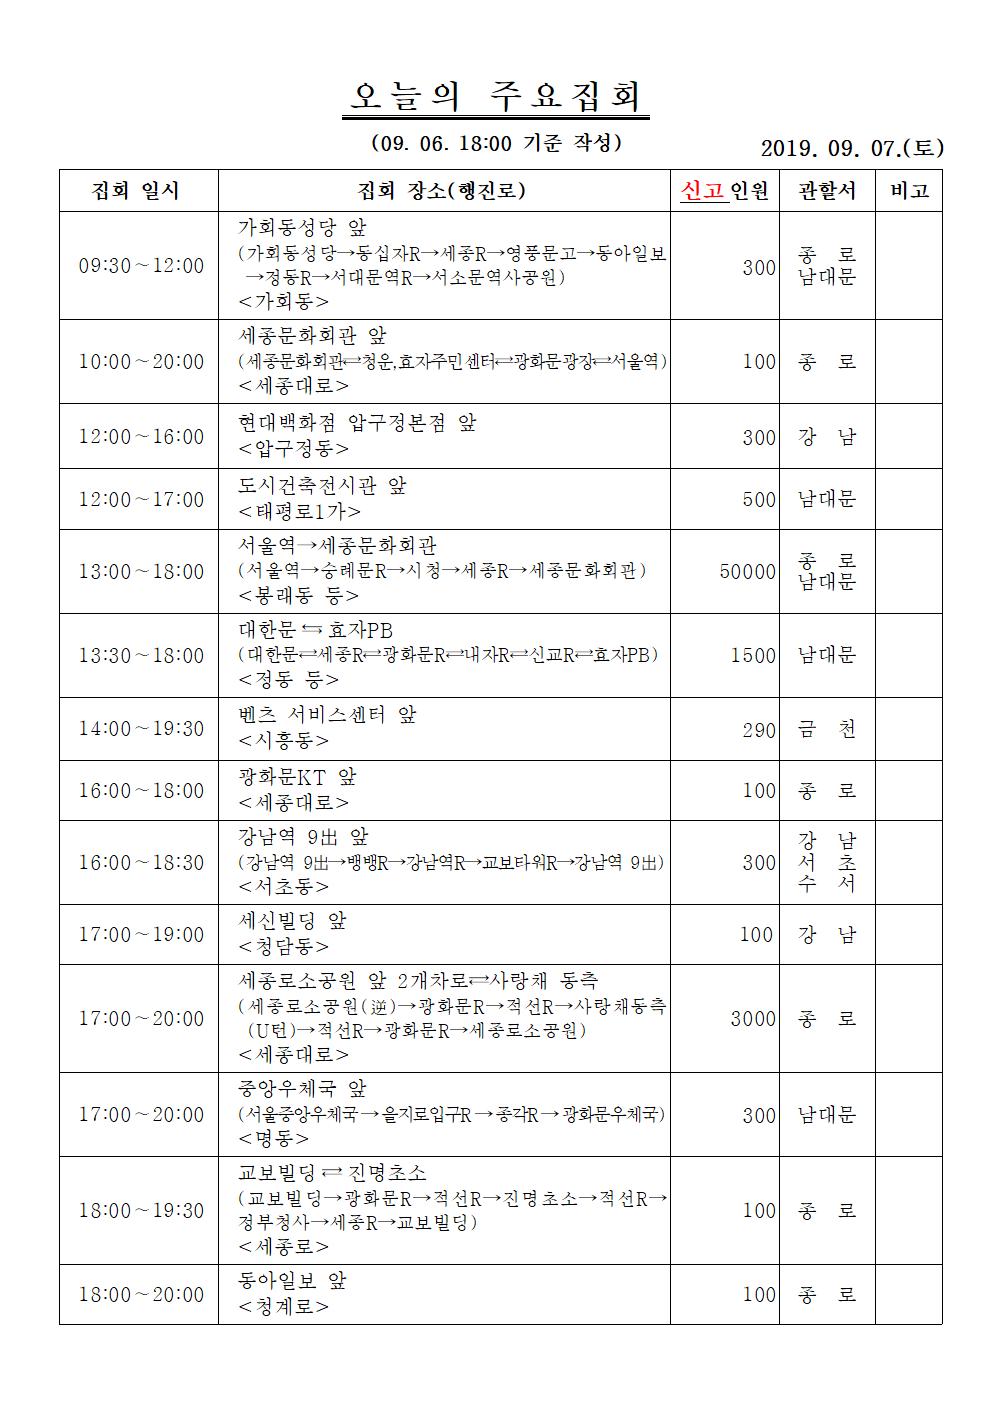 오늘의 주요집회
(09. 06. 18:00 기준 작성)
2019. 09. 07.(토)
집회 일시 집회 장소(행진로) 신고인원 관할서 비고
09:30~12:00
가회동성당 앞
(가회동성당→동십자R→세종R→영풍문고→동아일보
→정동R→서대문역R→서소문역사공원)
<가회동>
300
종 로
남대문
10:00~20:00
세종문화회관 앞
(세종문화회관⇄청운,효자주민센터⇄광화문광장⇄서울역)
<세종대로>
100
종 로
12:00~16:00
현대백화점 압구정본점 앞
<압구정동>
300
강 남
12:00~17:00
도시건축전시관 앞
<태평로1가>
500
남대문
13:00~18:00
서울역→세종문화회관
(서울역→숭례문R→시청→세종R→세종문화회관)
<봉래동 등>
50000
종 로
남대문
13:30~18:00
대한문⇆효자PB
(대한문⇄세종R⇄광화문R⇄내자R⇄신교R⇄효자PB)
<정동 등>
1500
남대문
14:00~19:30
벤츠 서비스센터 앞
<시흥동>
290
금 천
16:00~18:00
광화문KT 앞
<세종대로>
100
종 로
16:00~18:30
강남역 9出 앞
(강남역 9出→뱅뱅R→강남역R→교보타워R→강남역 9出)
<서초동>
300
강 남
서 초
수 서
17:00~19:00
세신빌딩 앞
<청담동>
100
강 남
17:00~20:00
세종로소공원 앞 2개차로⇄사랑채 동측
(세종로소공원(逆)→광화문R→적선R→사랑채동측
(U턴)→적선R→광화문R→세종로소공원)
<세종대로>
3000
종 로
17:00~20:00
중앙우체국 앞
(서울중앙우체국→을지로입구R→종각R→광화문우체국)
<명동>
300
남대문
18:00~19:30
교보빌딩⇄진명초소
(교보빌딩→광화문R→적선R→진명초소→적선R→
정부청사→세종R→교보빌딩)
<세종로>
100
종 로
18:00~20:00
동아일보 앞
<청계로>
100
종 로